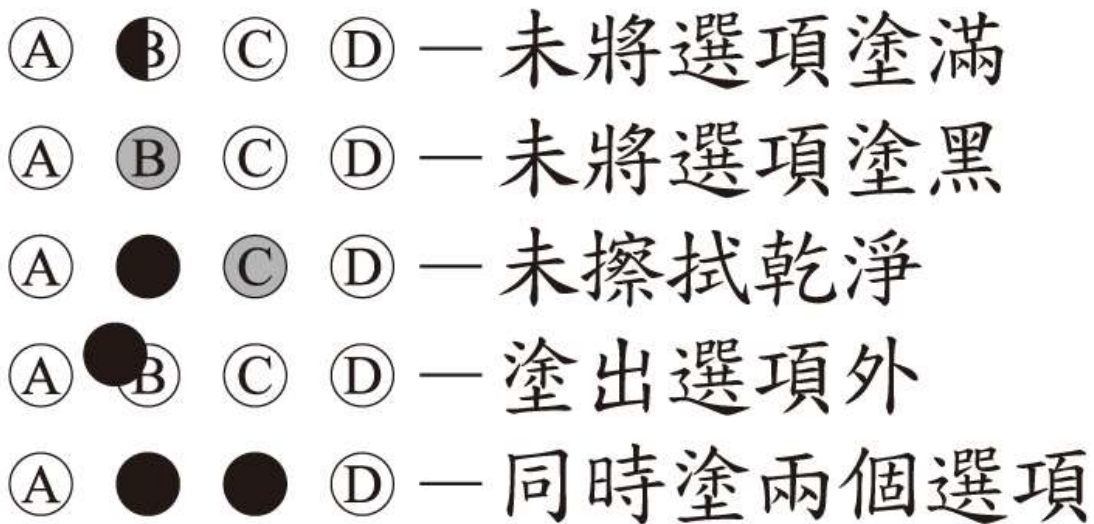 A B C D — 未將選項塗滿
A B C D — 未將選項塗黑
A C D — 未擦拭乾淨
A B C D — 塗出選項外
A D — 同時塗兩個選項